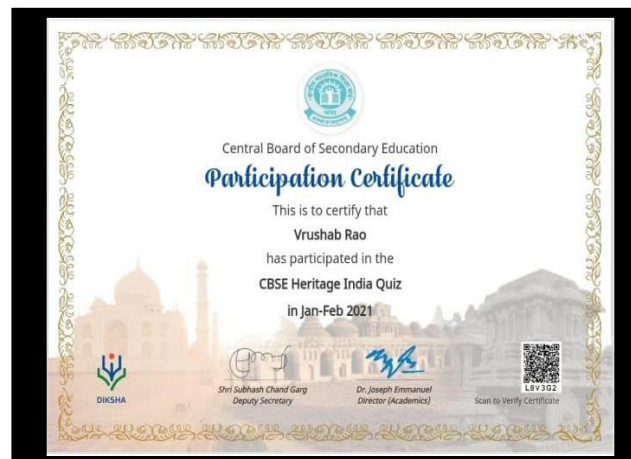 Central Board of Secondary Education
Participation Certificate
This is to certify that
Vrushab Rao
has participated in the
CBSE Heritage India Quiz
in Jan-Feb 2021
DIKSHA
Shri Subhash Chand Garg
Deputy Secretary
Dr. Joseph Emmanuel
Director (Academics)
L8V3G2
Scan to Verify Certificate